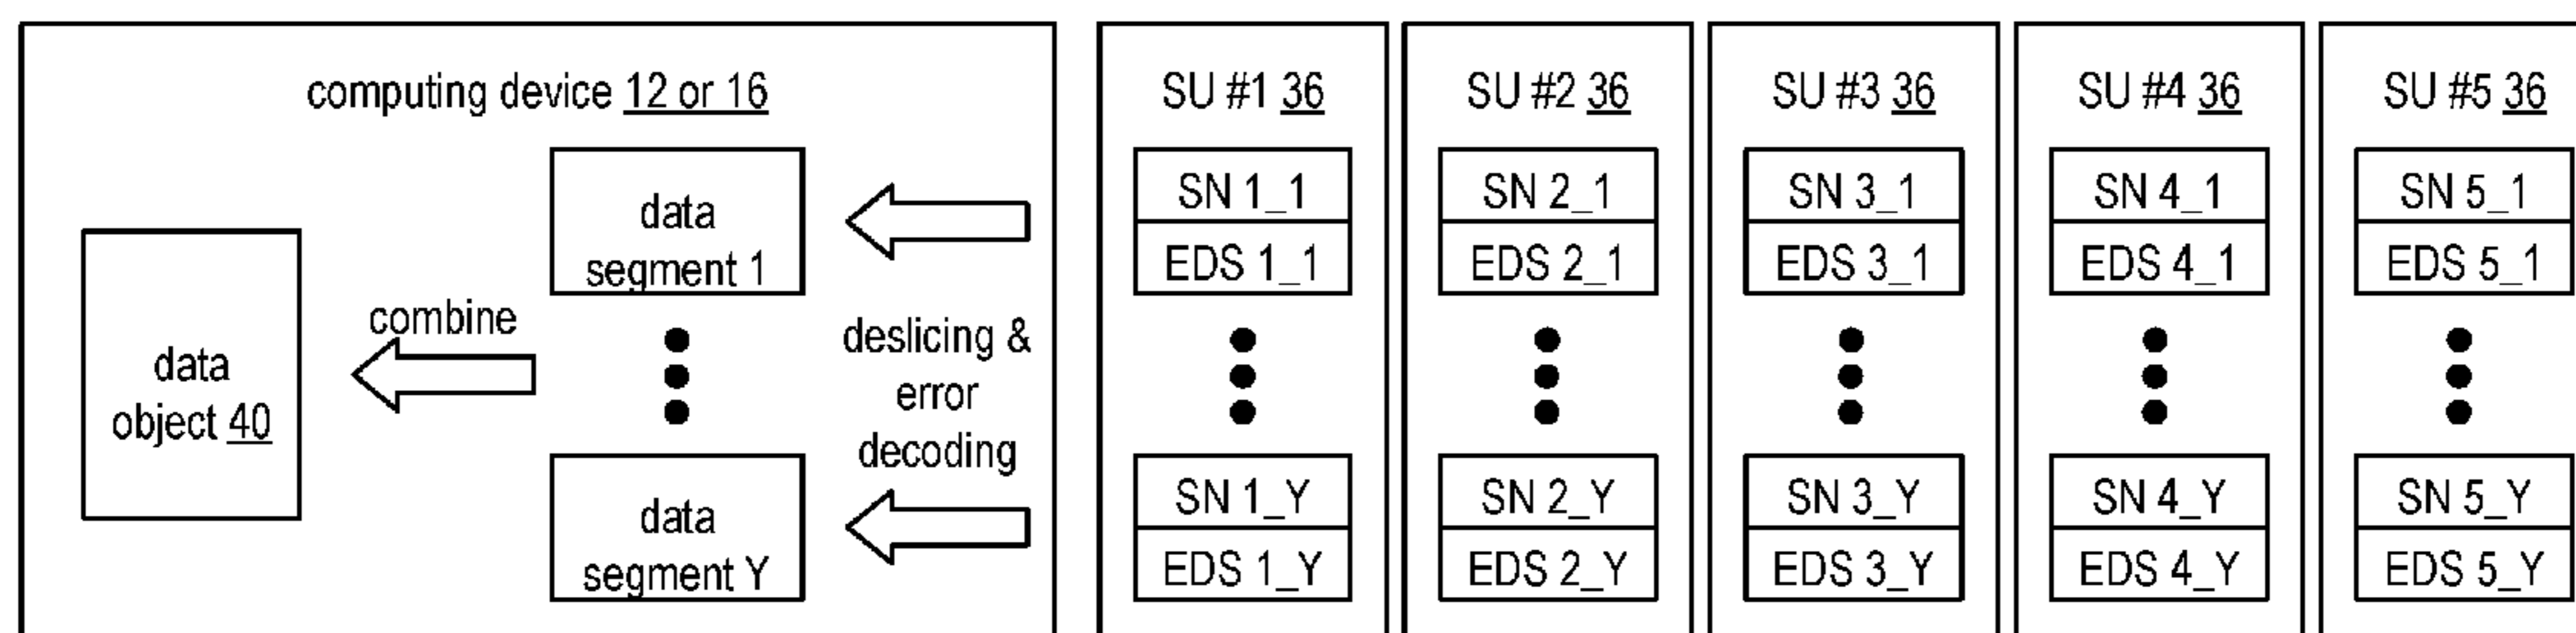 computing device 12 or 16
data
object 40
combine
data
segment 1
data
segment Y
deslicing &
error
decoding
SU #1 36
SN 1_1
EDS 1_1
SN 1_Y
EDS 1_Y
SU #2 36
SN 2_1
EDS 2_1
SN 2_Y
EDS 2_Y
SU #3 36
SN 3_1
EDS 3_1
SN 3_Y
EDS 3_Y
SU #4 36
SN 4_1
EDS 4_1
SN 4_Y
EDS 4_Y
SU #5 36
SN 5_1
EDS 5_1
SN 5_Y
EDS 5_Y